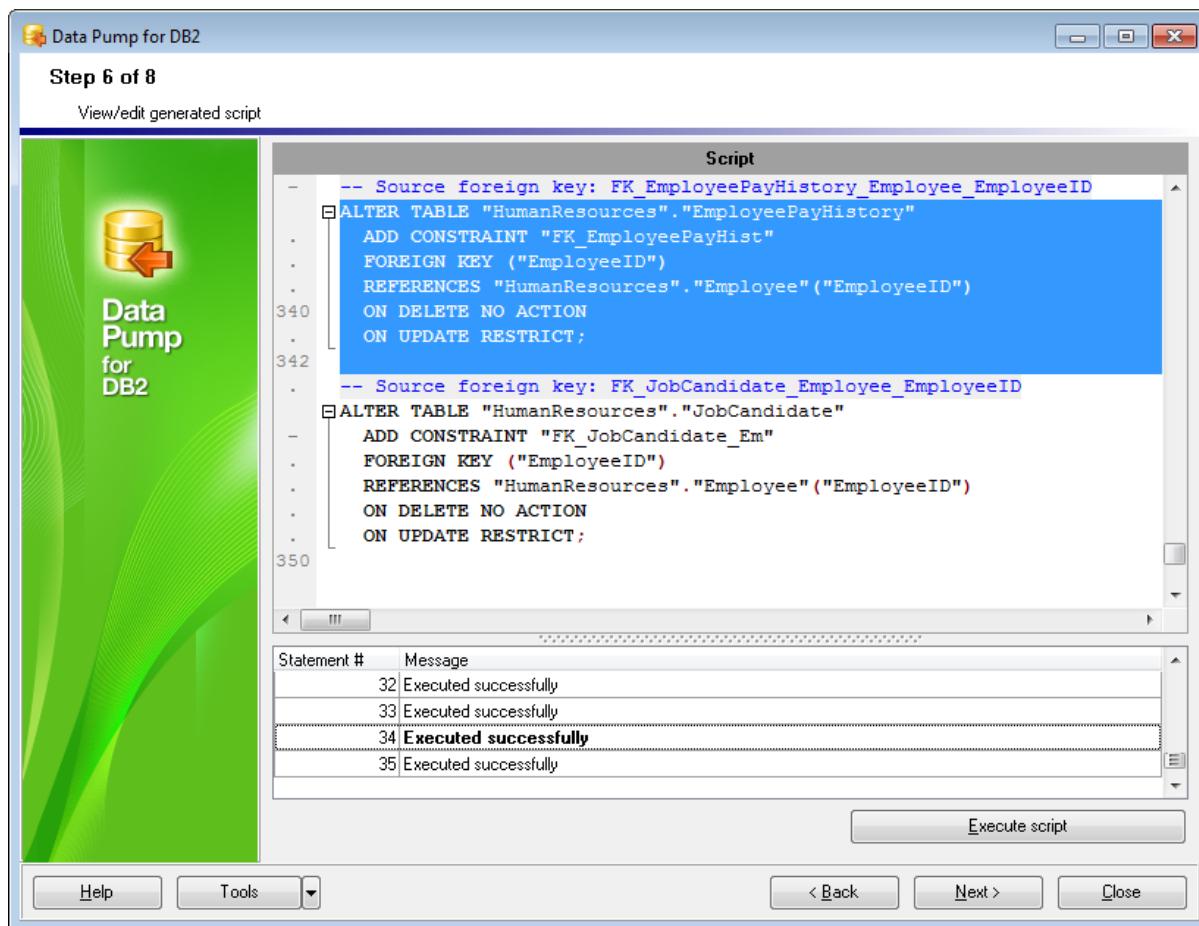 Data Pump for DB2
Step 6 of 8
View/edit generated script
Data
Pump
for
DB2
Script
-- Source foreign key: FK_EmployeePayHistory_Employee_EmployeeID
ALTER TABLE "HumanResources"."EmployeePayHistory"
ADD CONSTRAINT "FK_EmployeePayHist"
FOREIGN KEY ("EmployeeID")
REFERENCES "HumanResources"."Employee"("EmployeeID")
340 ON DELETE NO ACTION
ON UPDATE RESTRICT;
342
-- Source foreign key: FK_JobCandidate_Employee_EmployeeID
ALTER TABLE "HumanResources"."JobCandidate"
ADD CONSTRAINT "FK_JobCandidate_Em"
FOREIGN KEY ("EmployeeID")
REFERENCES "HumanResources"."Employee"("EmployeeID")
ON DELETE NO ACTION
ON UPDATE RESTRICT;
350
Statement # Message
32 Executed successfully
33 Executed successfully
34 Executed successfully
35 Executed successfully
Execute script
Help Tools < Back Next > Close